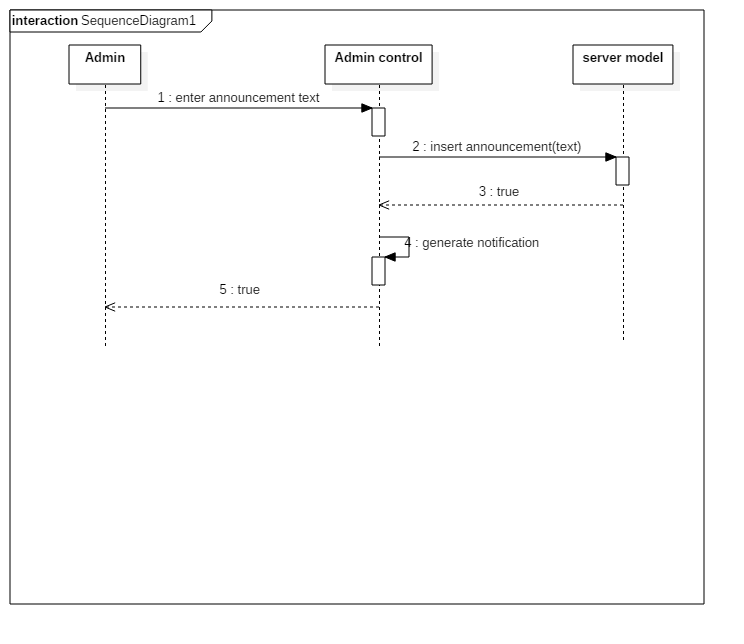 interaction SequenceDiagram1
Admin
Admin control
server model
1 : enter announcement text
2 : insert announcement(text)
3 : true
4 : generate notification
5 : true